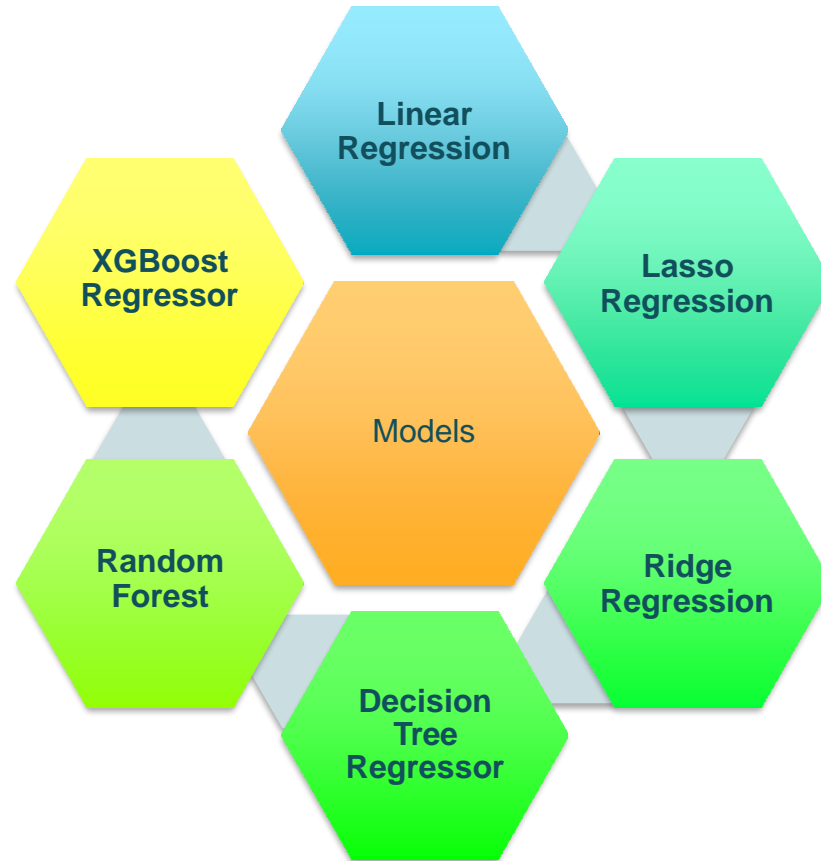 Linear
Regression
Lasso
Regression
Ridge
Regression
Decision
Tree
Regressor
Random
Forest
XGBoost
Regressor
Models